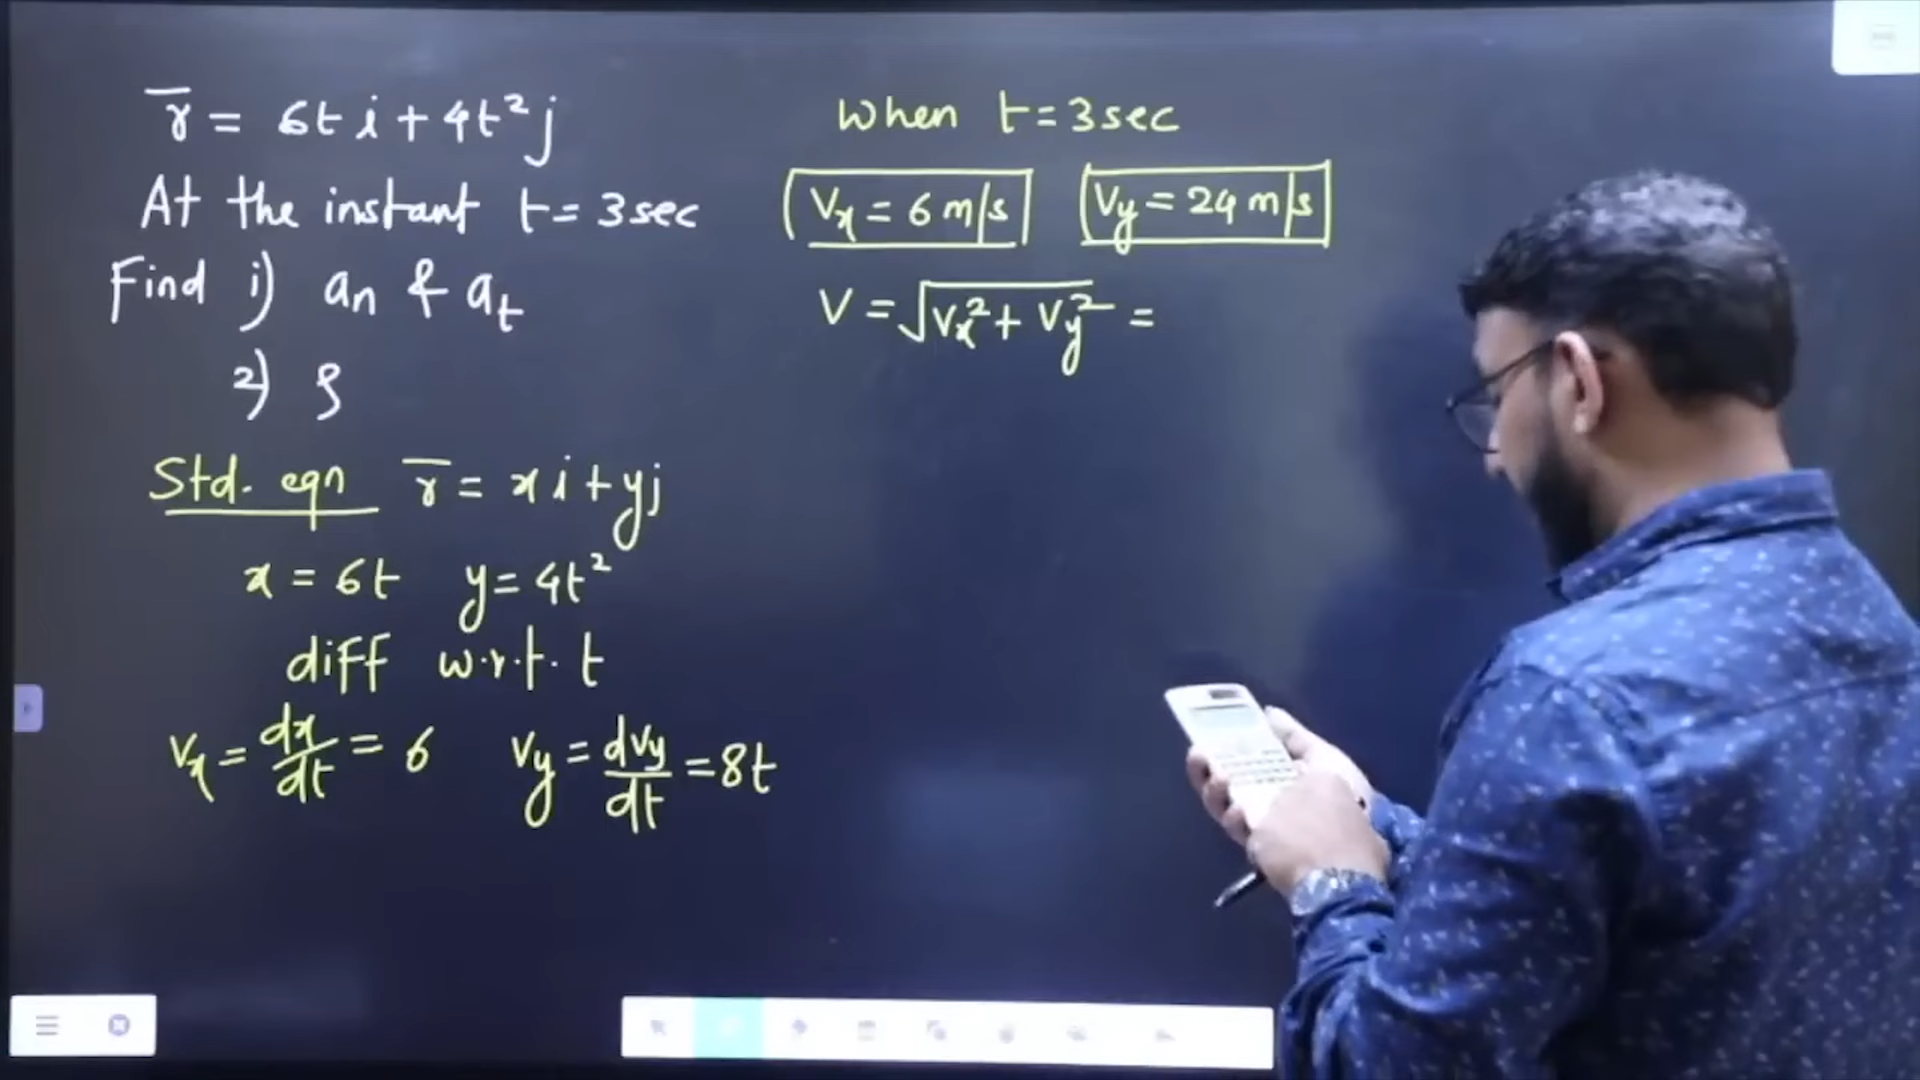 r̅ = 6t i + 4t² j
At the instant t = 3sec
Find i) an & at
2) ρ
Std. eqn r̅ = x i + yj
x = 6t y = 4t²
diff w.r.t. t
Vx = dx/dt = 6 Vy = dvy/dt = 8t
When t = 3sec
Vx = 6 m/s Vy = 24 m/s
V = √Vx² + Vy² =